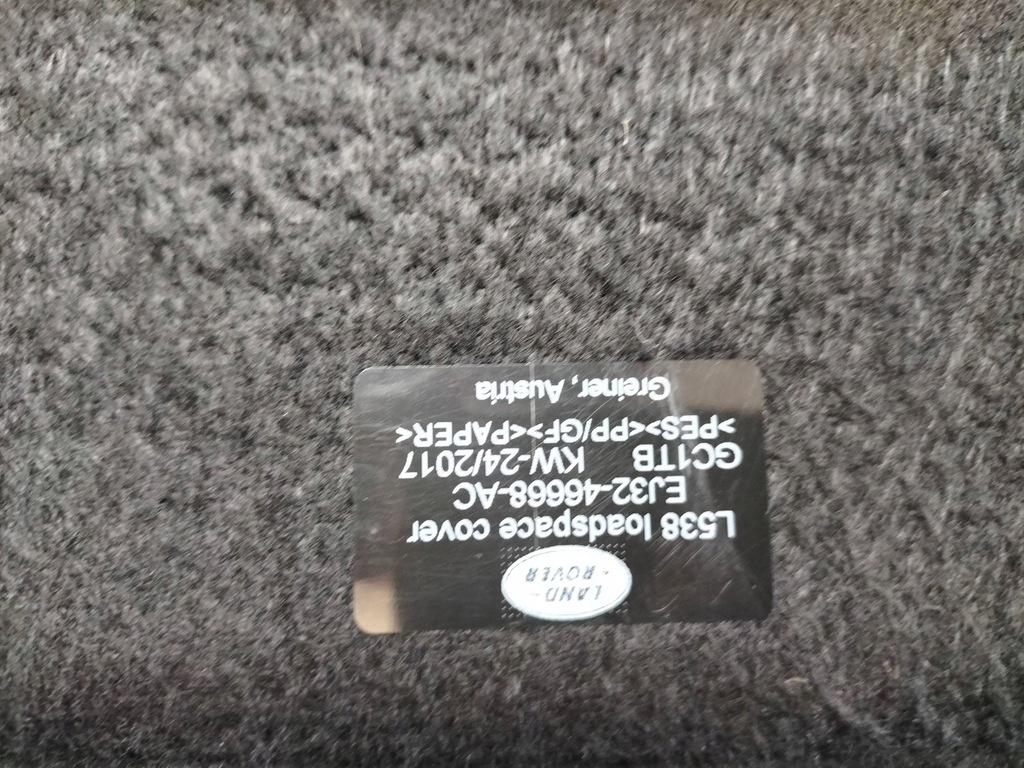 LAND-
-ROVER
L538 loadspace cover
EJ32-46668-AC
GC1TB KW-24/2017
>PES<>PP/GF<>PAPER<
Greiner, Austria